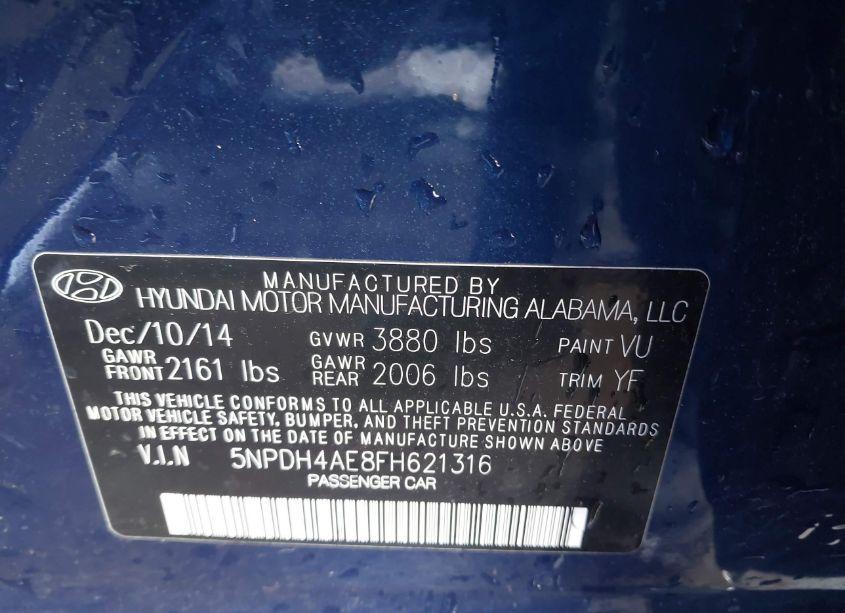 MANUFACTURED BY
HYUNDAI MOTOR MANUFACTURING ALABAMA, LLC
Dec/10/14 GVWR 3880 lbs PAINT VU
GAWR FRONT 2161 lbs GAWR REAR 2006 lbs TRIM YF
THIS VEHICLE CONFORMS TO ALL APPLICABLE U.S.A. FEDERAL
MOTOR VEHICLE SAFETY, BUMPER, AND THEFT PREVENTION STANDARDS
IN EFFECT ON THE DATE OF MANUFACTURE SHOWN ABOVE
V.I.N 5NPDH4AE8FH621316
PASSENGER CAR